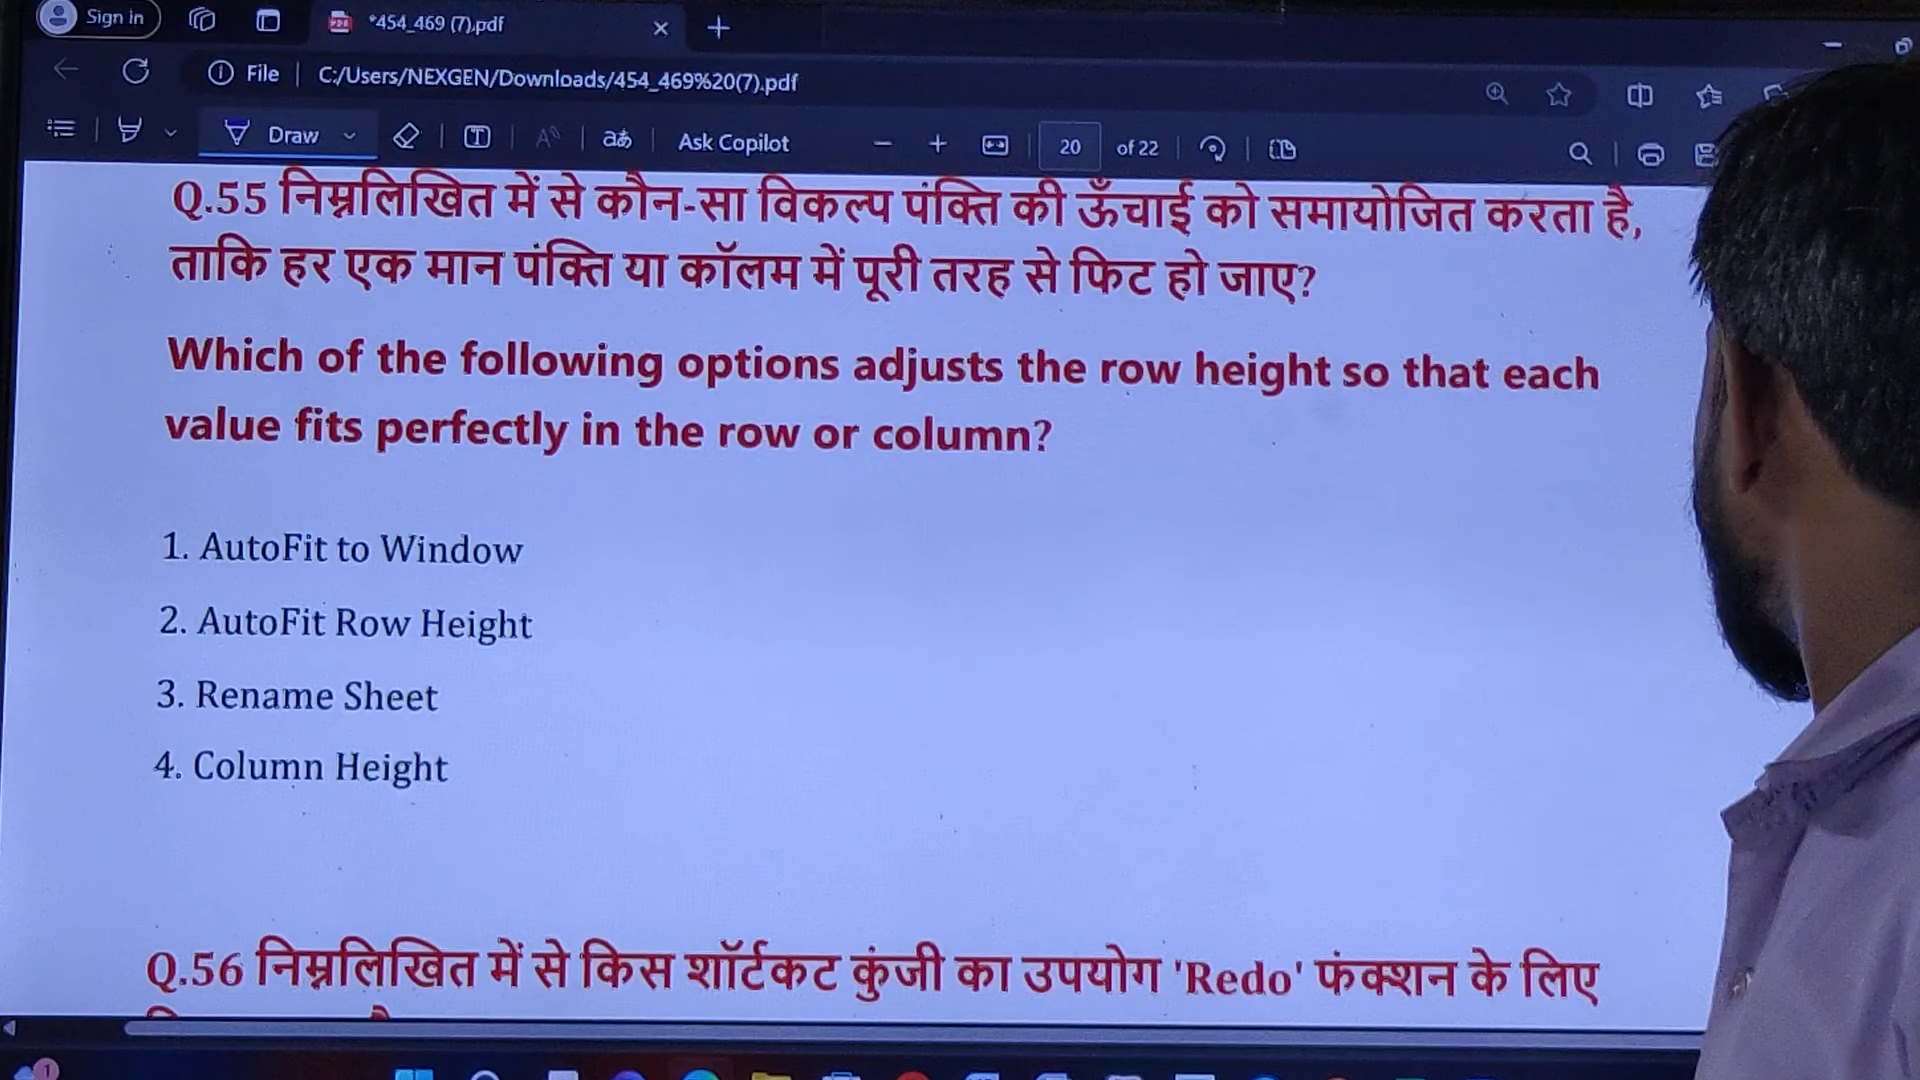 Sign in
*454_469 (7).pdf
File
C:/Users/NEXGEN/Downloads/454_469%20(7).pdf
Draw
aあ
Ask Copilot
20
of 22
Q.55 निम्नलिखित में से कौन-सा विकल्प पंक्ति की ऊँचाई को समायोजित करता है,
ताकि हर एक मान पंक्ति या कॉलम में पूरी तरह से फिट हो जाए?
Which of the following options adjusts the row height so that each
value fits perfectly in the row or column?
1. AutoFit to Window
2. AutoFit Row Height
3. Rename Sheet
4. Column Height
Q.56 निम्नलिखित में से किस शॉर्टकट कुंजी का उपयोग 'Redo' फंक्शन के लिए
1